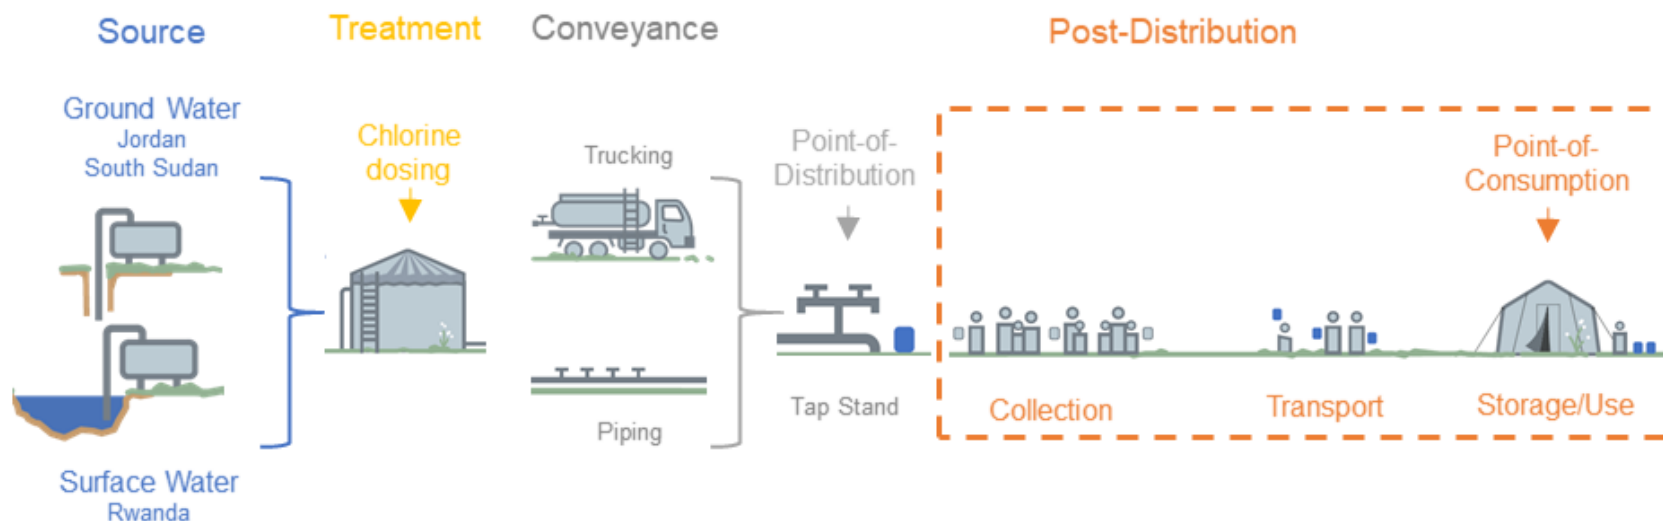 Source
Treatment
Conveyance
Post-Distribution
Ground Water
Jordan
South Sudan
Chlorine
dosing
Trucking
Point-of-
Distribution
Point-of-
Consumption
Piping
Tap Stand
Collection
Transport
Storage/Use
Surface Water
Rwanda